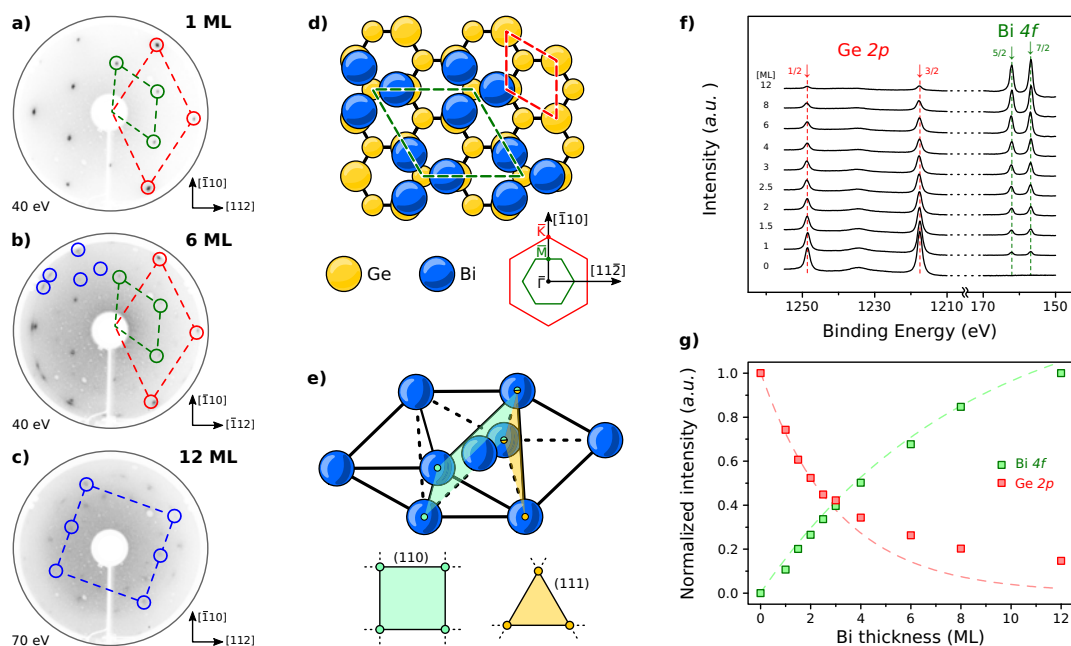 a)
1 ML
40 eV
[1̅10]
[112]
b)
6 ML
40 eV
[1̅10]
[1̅12]
c)
12 ML
70 eV
[1̅10]
[112]
d)
Ge
Bi
[1̅10]
K̅
M̅
Γ̅
[112̅]
e)
(110)
(111)
f)
Bi 4f
5/2
7/2
Ge 2p
1/2
3/2
[ML]
12
8
6
4
3
2.5
2
1.5
1
0
Intensity (a.u.)
1250
1230
1210
170
150
Binding Energy (eV)
g)
1.0
0.8
0.6
0.4
0.2
0.0
Normalized intensity (a.u.)
Bi 4f
Ge 2p
0
2
4
6
8
10
12
Bi thickness (ML)